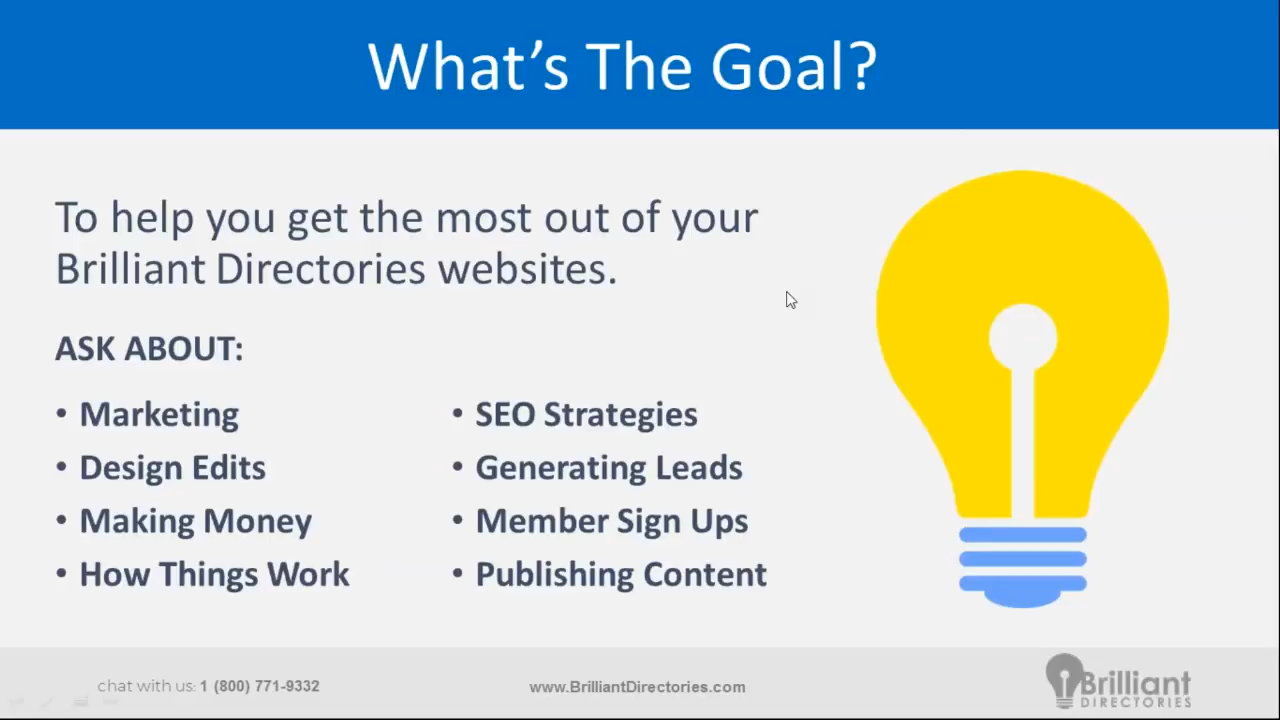 What's The Goal?
To help you get the most out of your
Brilliant Directories websites.
ASK ABOUT:
• Marketing
• Design Edits
• Making Money
• How Things Work
• SEO Strategies
• Generating Leads
• Member Sign Ups
• Publishing Content
chat with us: 1 (800) 771-9332
www.BrilliantDirectories.com
Brilliant
DIRECTORIES